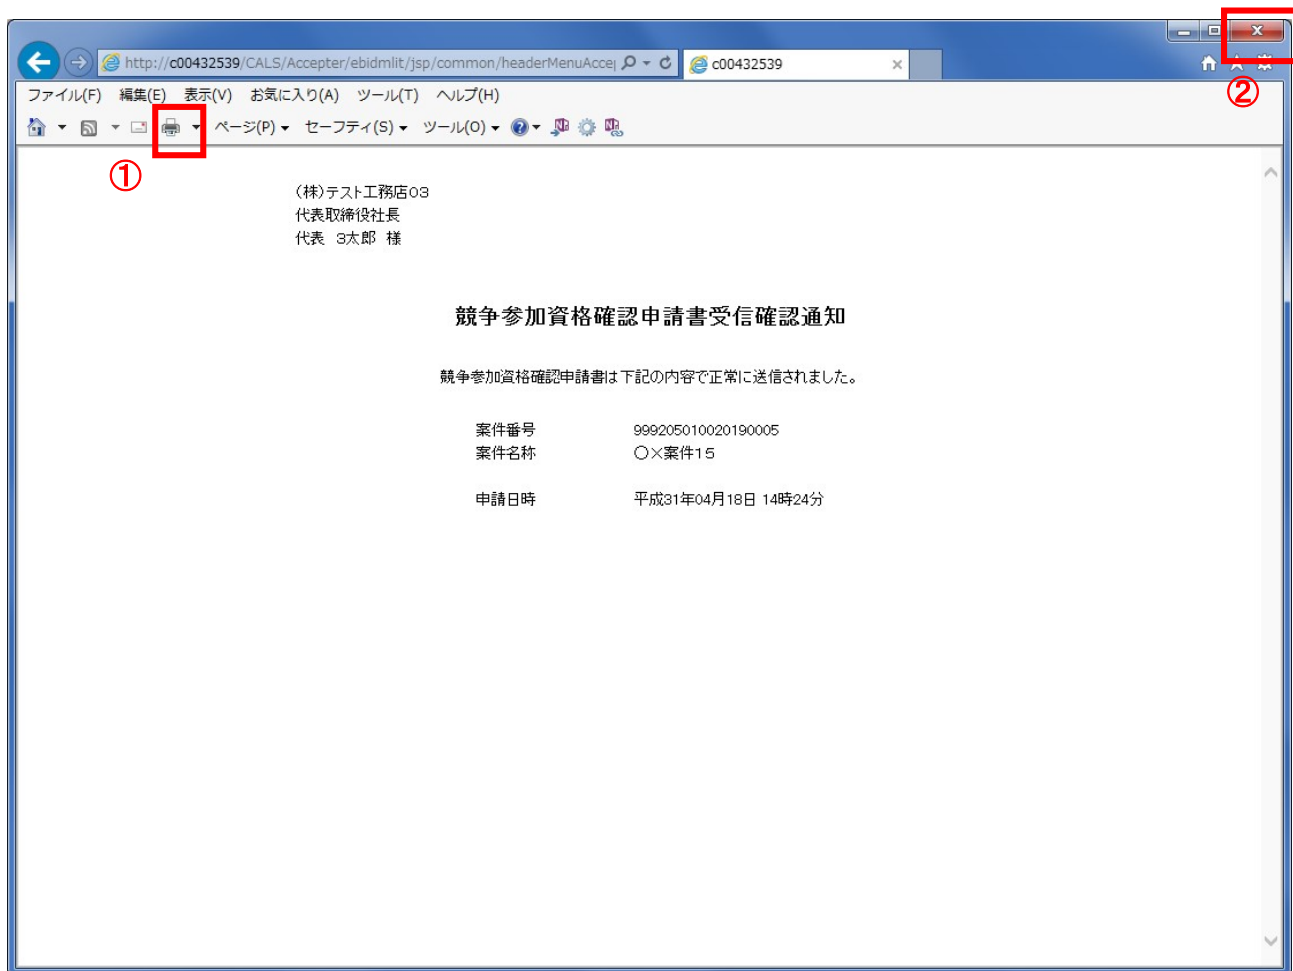 http://c00432539/CALS/Accepter/ebidmlit/jsp/common/headerMenuAcce
c00432539
ファイル(F) 編集(E) 表示(V) お気に入り(A) ツール(T) ヘルプ(H)
②
ページ(P) セーフティ(S) ツール(O)
①
(株)テスト工務店03
代表取締役社長
代表 3太郎 様
競争参加資格確認申請書受信確認通知
競争参加資格確認申請書は下記の内容で正常に送信されました。
案件番号 999205010020190005
案件名称 〇×案件15
申請日時 平成31年04月18日 14時24分